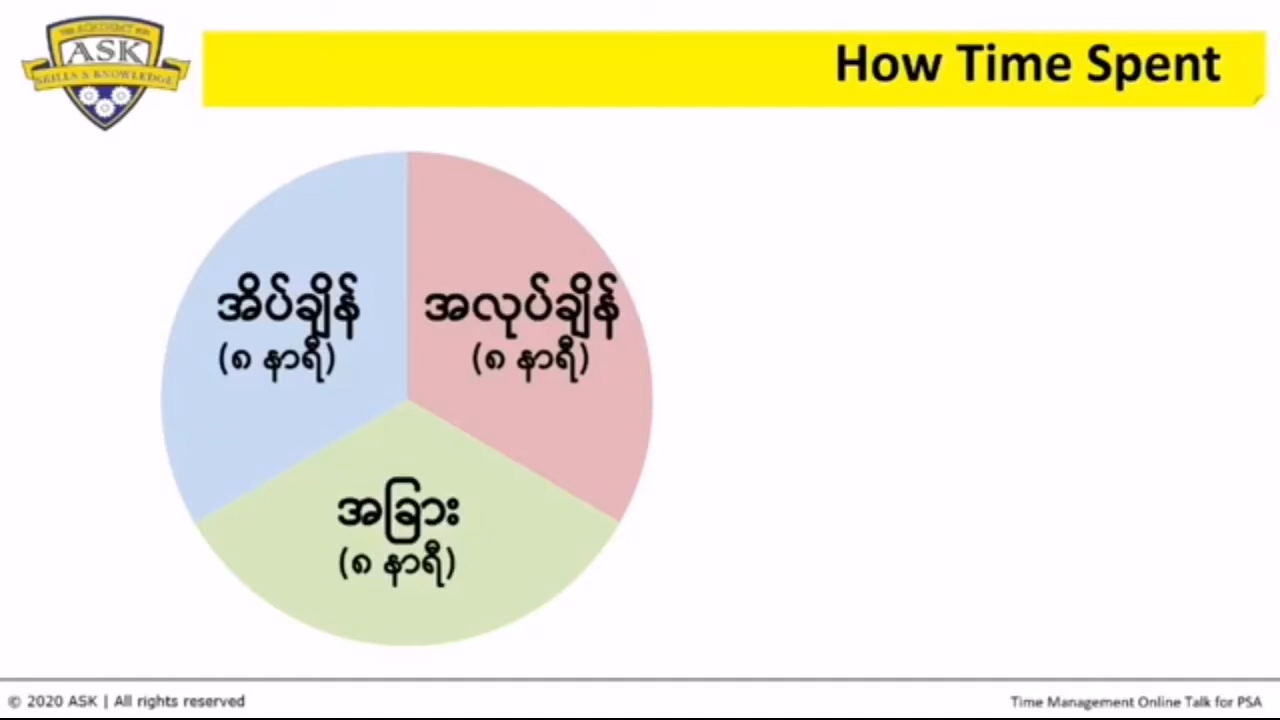 ASK
SKILLS & KNOWLEDGE
How Time Spent
အိပ်ချိန်
(၈ နာရီ)
အလုပ်ချိန်
(၈ နာရီ)
အခြား
(၈ နာရီ)
© 2020 ASK | All rights reserved
Time Management Online Talk for PSA